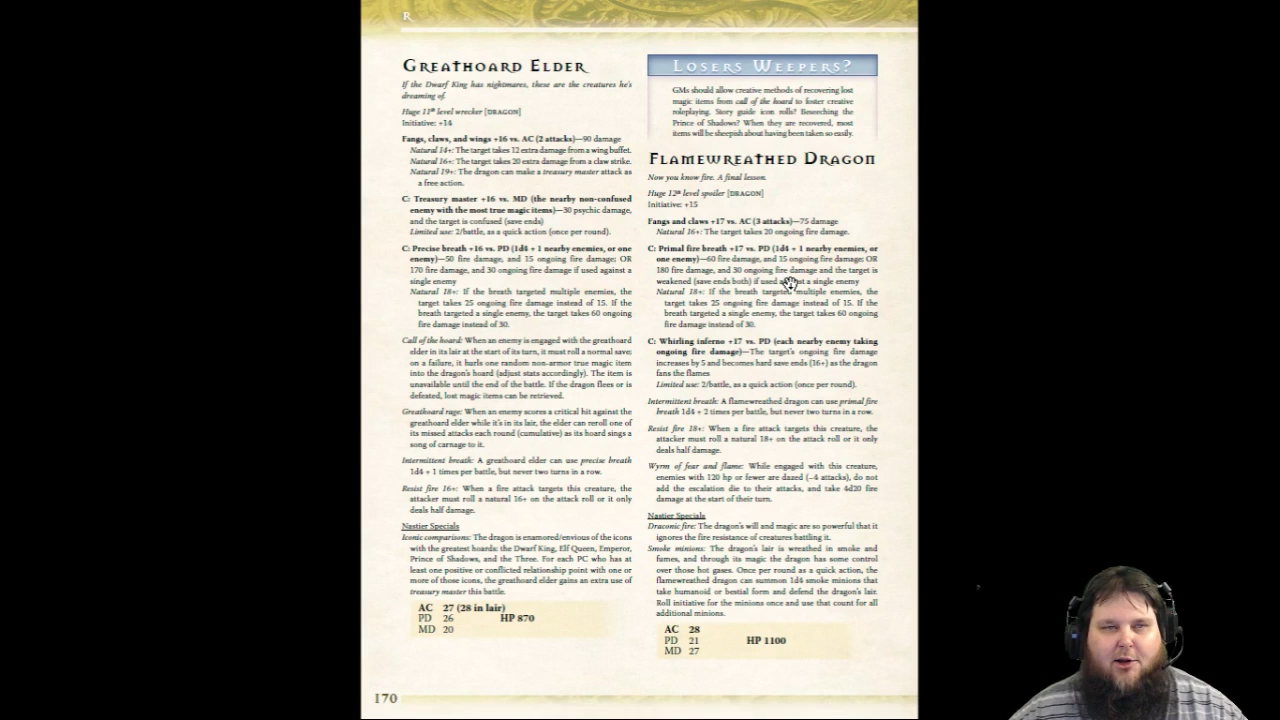 R
GREATHOARD ELDER
If the Dwarf King has nightmares, these are the creatures he's
dreaming of.
Huge 11th level wrecker [DRAGON]
Initiative: +14
Fangs, claws, and wings +16 vs. AC (2 attacks)—90 damage
Natural 14+: The target takes 12 extra damage from a wing buffet.
Natural 16+: The target takes 20 extra damage from a claw strike.
Natural 19+: The dragon can make a treasury master attack as
a free action.
C: Treasury master +16 vs. MD (the nearby non-confused
enemy with the most true magic items)—30 psychic damage,
and the target is confused (save ends)
Limited use: 2/battle, as a quick action (once per round).
C: Precise breath +16 vs. PD (1d4 + 1 nearby enemies, or one
enemy)—50 fire damage, and 15 ongoing fire damage; OR
170 fire damage, and 30 ongoing fire damage if used against a
single enemy
Natural 18+: If the breath targeted multiple enemies, the
target takes 25 ongoing fire damage instead of 15. If the
breath targeted a single enemy, the target takes 60 ongoing
fire damage instead of 30.
Call of the hoard: When an enemy is engaged with the greathoard
elder in its lair at the start of its turn, it must roll a normal save;
on a failure, it hurls one random non-armor true magic item
into the dragon's hoard (adjust stats accordingly). The item is
unavailable until the end of the battle. If the dragon flees or is
defeated, lost magic items can be retrieved.
Greathoard rage: When an enemy scores a critical hit against the
greathoard elder while it's in its lair, the elder can reroll one
of its missed attacks each round (cumulative) as its hoard sings a
song of carnage to it.
Intermittent breath: A greathoard elder can use precise breath
1d4 + 1 times per battle, but never two turns in a row.
Resist fire 16+: When a fire attack targets this creature, the
attacker must roll a natural 16+ on the attack roll or it only
deals half damage.
Nastier Specials
Iconic comparisons: The dragon is enamored/envious of the icons
with the greatest hoards: the Dwarf King, Elf Queen, Emperor,
Prince of Shadows, and the Three. For each PC who has at
least one positive or conflicted relationship point with one or
more of those icons, the greathoard elder gains an extra use of
treasury master this battle.
AC 27 (28 in lair)
PD 26 HP 870
MD 20
170
LOSERS WEEPERS?
GMs should allow creative methods of recovering lost
magic items from call of the hoard to foster creative
roleplaying. Story guide icon rolls? Beseeching the
Prince of Shadows? When they are recovered, most
items will be sheepish about having been taken so easily.
FLAMEWREATHED DRAGON
Now you know fire. A final lesson.
Huge 12th level spoiler [DRAGON]
Initiative: +15
Fangs and claws +17 vs. AC (3 attacks)—75 damage
Natural 16+: The target takes 20 ongoing fire damage.
C: Primal fire breath +17 vs. PD (1d4 + 1 nearby enemies, or
one enemy)—60 fire damage, and 15 ongoing fire damage; OR
180 fire damage, and 30 ongoing fire damage and the target is
weakened (save ends both) if used against a single enemy
Natural 18+: If the breath targeted multiple enemies, the
target takes 25 ongoing fire damage instead of 15. If the
breath targeted a single enemy, the target takes 60 ongoing
fire damage instead of 30.
C: Whirling inferno +17 vs. PD (each nearby enemy taking
ongoing fire damage)—The target's ongoing fire damage
increases by 5 and becomes hard save ends (16+) as the dragon
fans the flames
Limited use: 2/battle, as a quick action (once per round).
Intermittent breath: A flamewreathed dragon can use primal fire
breath 1d4 + 2 times per battle, but never two turns in a row.
Resist fire 18+: When a fire attack targets this creature, the
attacker must roll a natural 18+ on the attack roll or it only
deals half damage.
Wyrm of fear and flame: While engaged with this creature,
enemies with 120 hp or fewer are dazed (–4 attacks), do not
add the escalation die to their attacks, and take 4d20 fire
damage at the start of their turn.
Nastier Specials
Draconic fire: The dragon's will and magic are so powerful that it
ignores the fire resistance of creatures battling it.
Smoke minions: The dragon's lair is wreathed in smoke and
fumes, and through its magic the dragon has some control
over those hot gases. Once per round as a quick action, the
flamewreathed dragon can summon 1d4 smoke minions that
take humanoid or bestial form and defend the dragon's lair.
Roll initiative for the minions once and use that count for all
additional minions.
AC 28
PD 21 HP 1100
MD 27